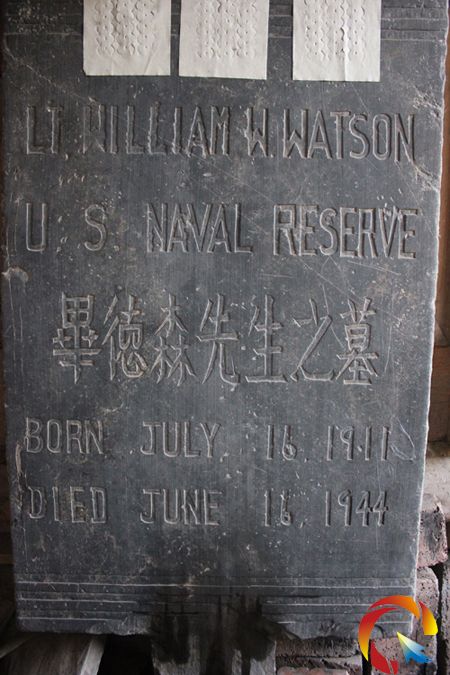 LT. WILLIAM W. WATSON
U. S. NAVAL RESERVE
畢德森先生之墓
BORN JULY 16 1911
DIED JUNE 16 1944